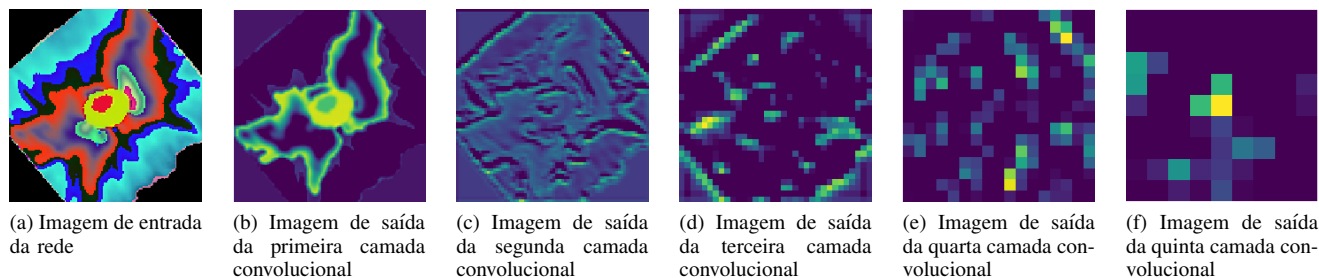 (a) Imagem de entrada
da rede
(b) Imagem de saída
da primeira camada
convolucional
(c) Imagem de saída
da segunda camada
convolucional
(d) Imagem de saída
da terceira camada
convolucional
(e) Imagem de saída
da quarta camada con-
volucional
(f) Imagem de saída
da quinta camada con-
volucional